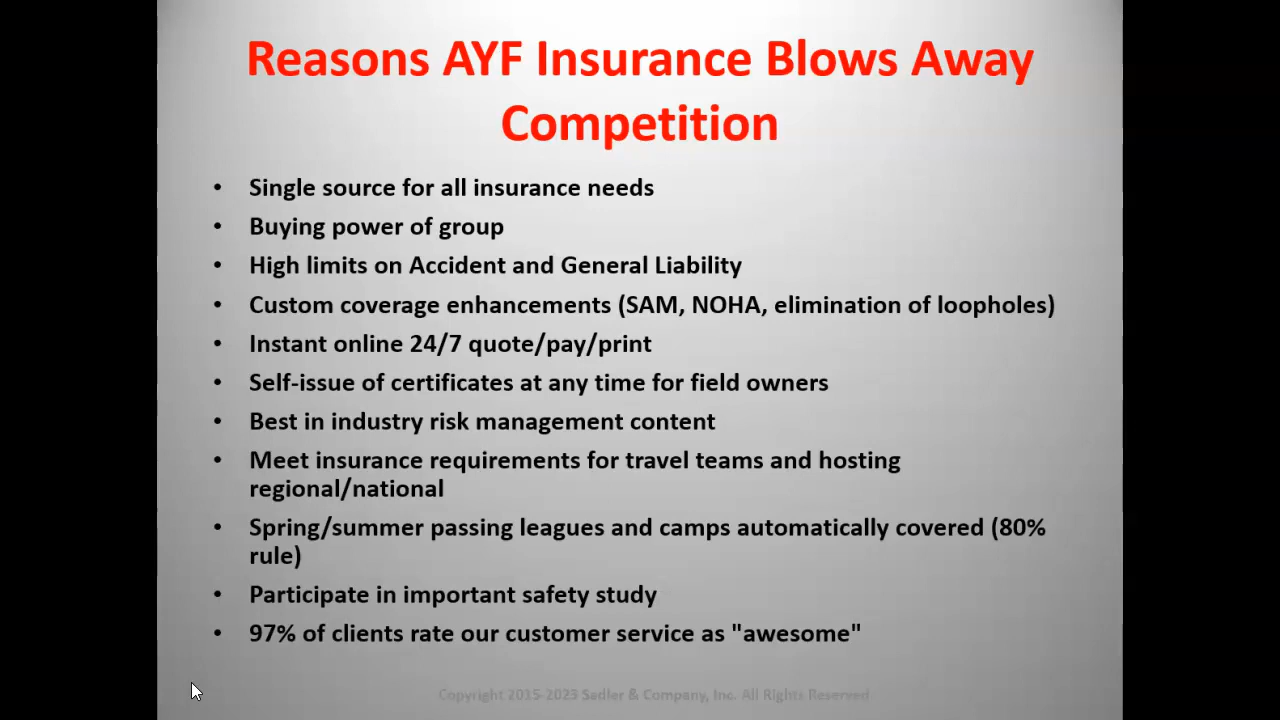 Reasons AYF Insurance Blows Away
Competition
• Single source for all insurance needs
• Buying power of group
• High limits on Accident and General Liability
• Custom coverage enhancements (SAM, NOHA, elimination of loopholes)
• Instant online 24/7 quote/pay/print
• Self-issue of certificates at any time for field owners
• Best in industry risk management content
• Meet insurance requirements for travel teams and hosting
regional/national
• Spring/summer passing leagues and camps automatically covered (80%
rule)
• Participate in important safety study
• 97% of clients rate our customer service as "awesome"
Copyright 2015-2023 Sadler & Company, Inc. All Rights Reserved